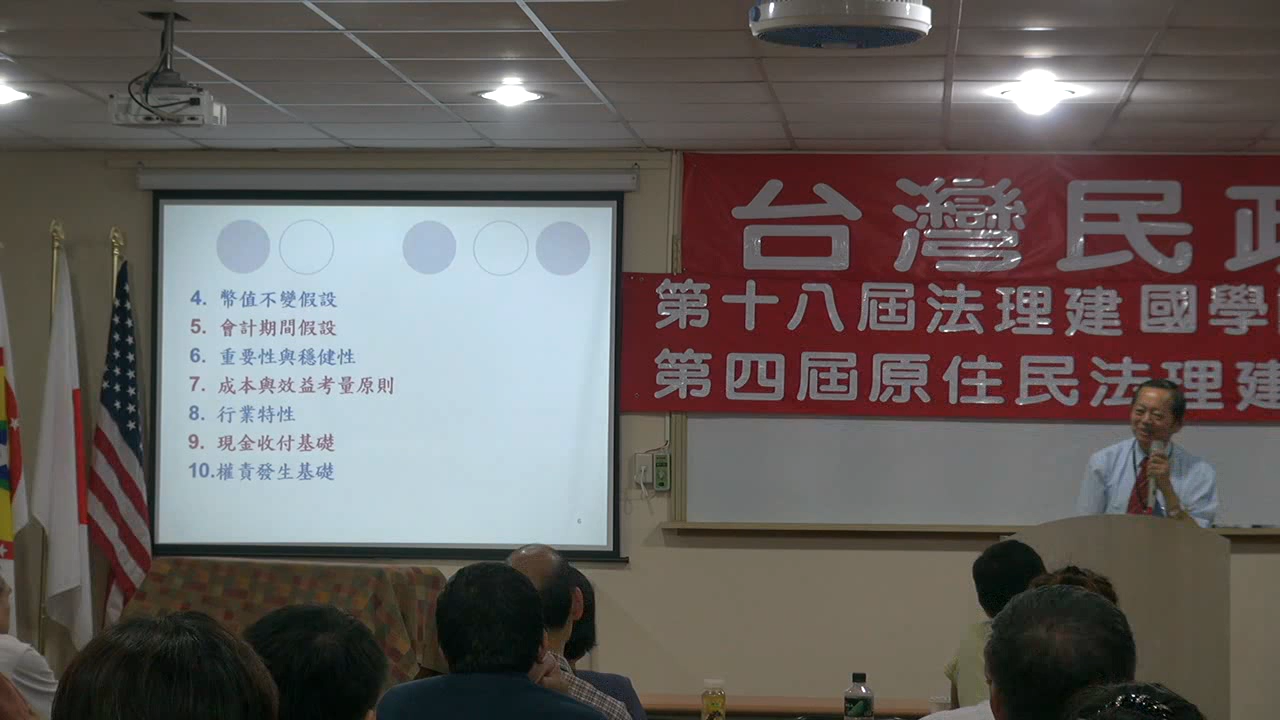 台灣民政
第十八屆法理建國學
第四屆原住民法理建
4. 幣值不變假設
5. 會計期間假設
6. 重要性與穩健性
7. 成本與效益考量原則
8. 行業特性
9. 現金收付基礎
10.權責發生基礎
6